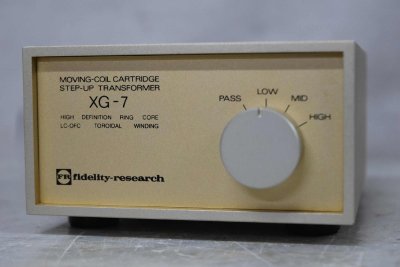 MOVING-COIL CARTRIDGE
STEP-UP TRANSFORMER
XG-7
HIGH DEFINITION RING CORE
LC-OFC TOROIDAL WINDING
PASS LOW MID HIGH
FR fidelity-research